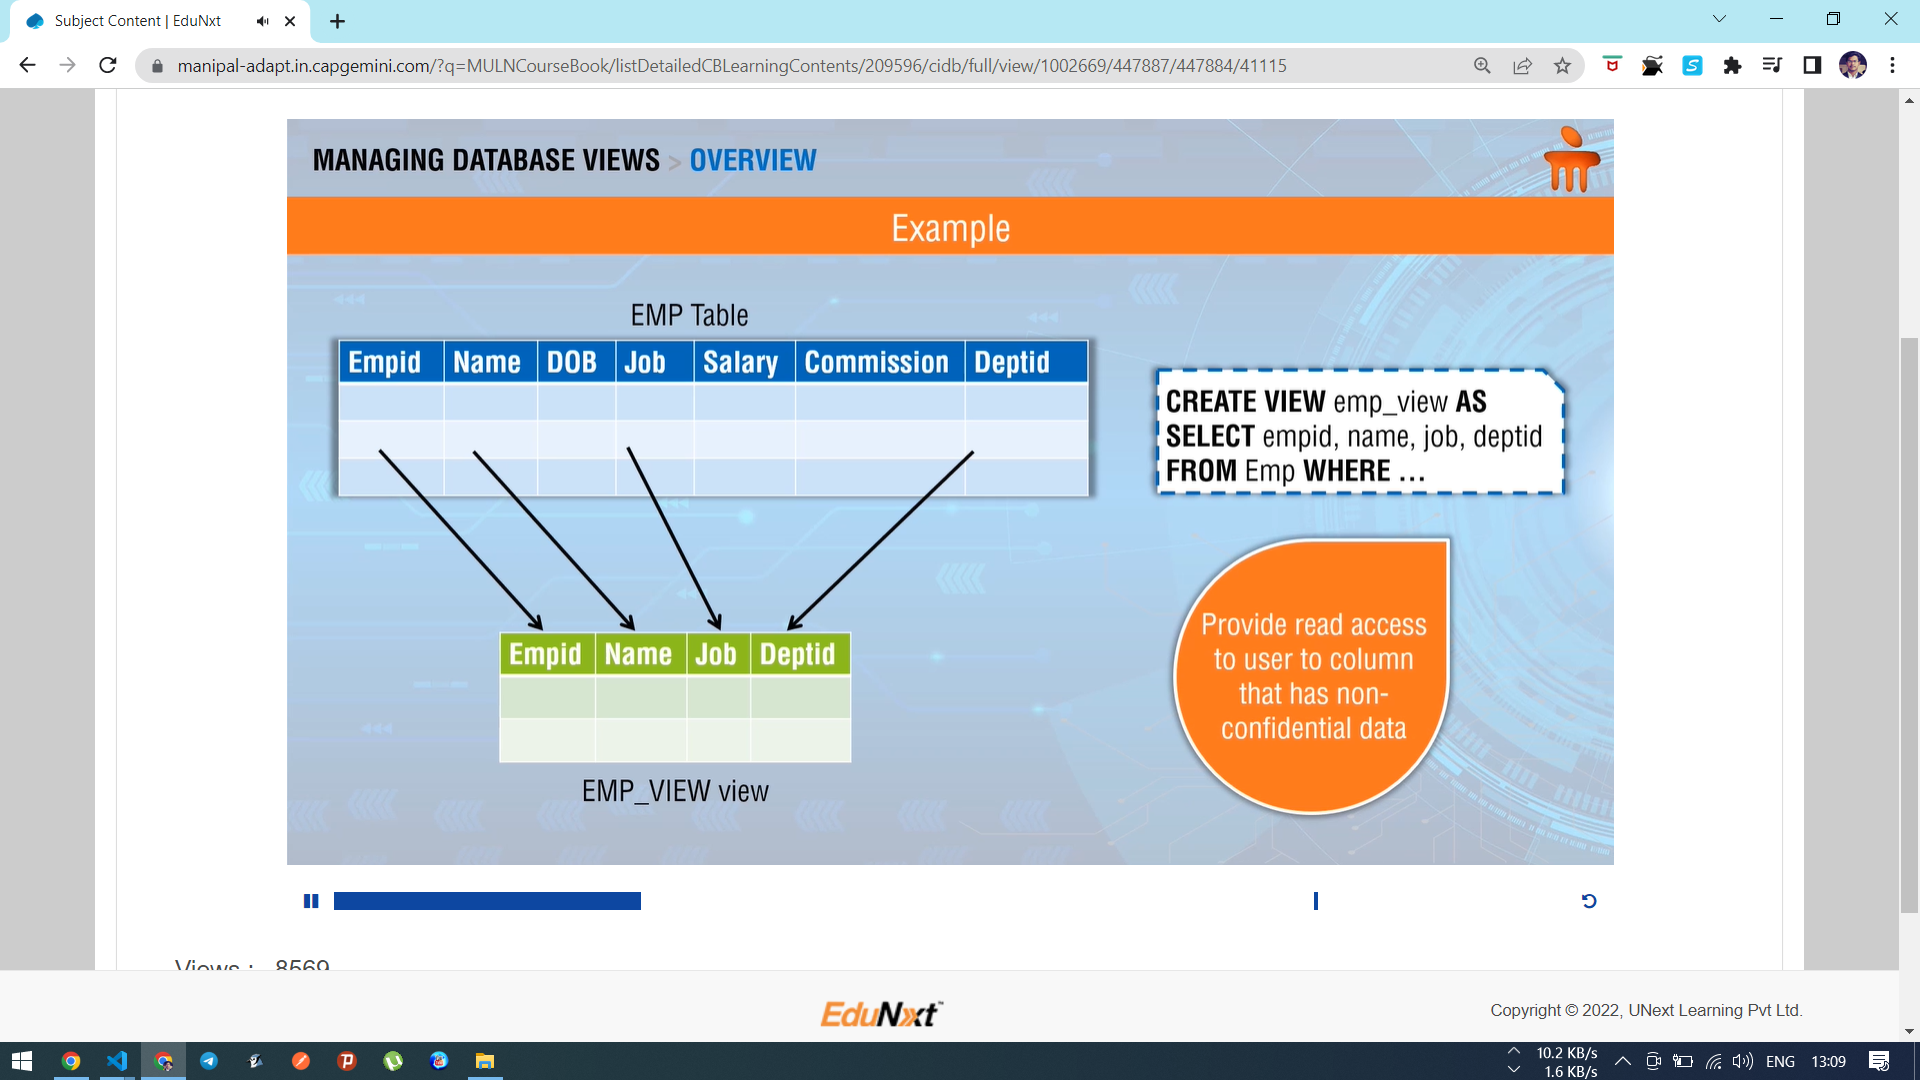 Subject Content | EduNxt
manipal-adapt.in.capgemini.com/?q=MULNCourseBook/listDetailedCBLearningContents/209596/cidb/full/view/1002669/447887/447884/41115
MANAGING DATABASE VIEWS > OVERVIEW
Example
EMP Table
Empid Name DOB Job Salary Commission Deptid
CREATE VIEW emp_view AS
SELECT empid, name, job, deptid
FROM Emp WHERE ...
Provide read access
to user to column
that has non-
confidential data
Empid Name Job Deptid
EMP_VIEW view
Views : 8569
EduNxt
Copyright © 2022, UNext Learning Pvt Ltd.
10.2 KB/s
1.6 KB/s
ENG 13:09